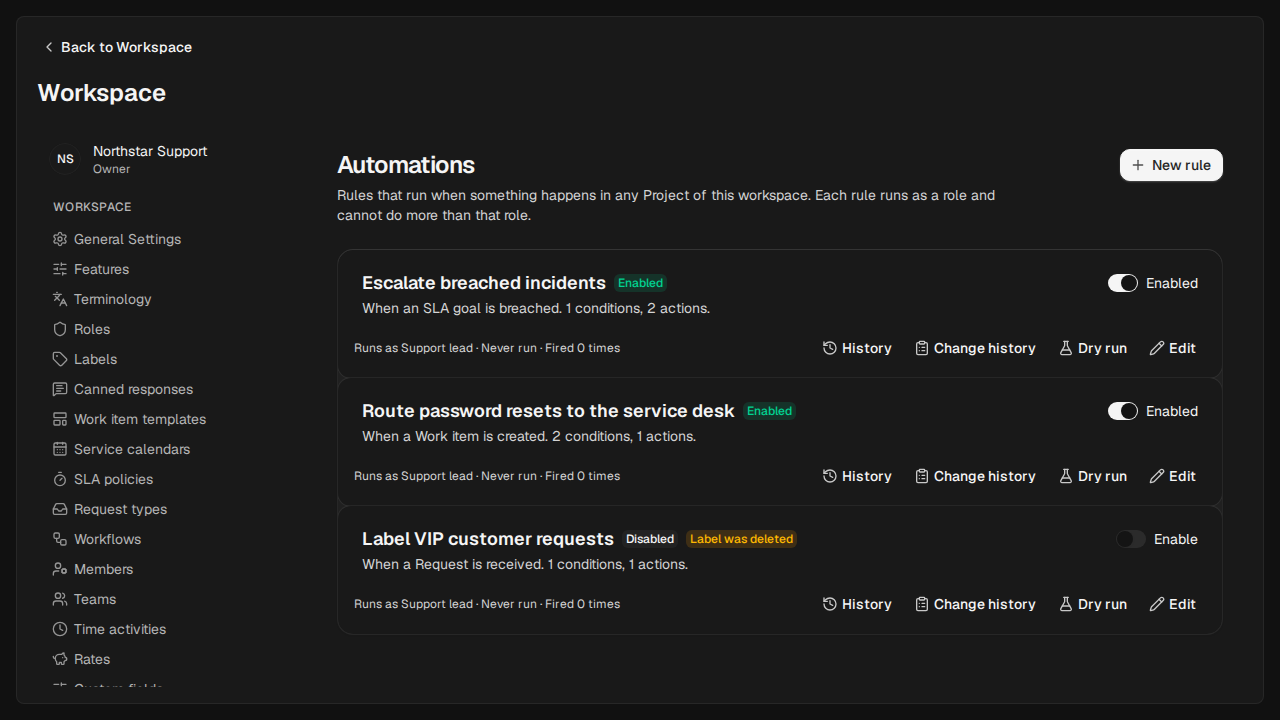 Back to Workspace
Workspace
NS
Northstar Support
Owner
WORKSPACE
General Settings
Features
Terminology
Roles
Labels
Canned responses
Work item templates
Service calendars
SLA policies
Request types
Workflows
Members
Teams
Time activities
Rates
Custom fields
Automations
New rule
Rules that run when something happens in any Project of this workspace. Each rule runs as a role and
cannot do more than that role.
Escalate breached incidents Enabled
Enabled
When an SLA goal is breached. 1 conditions, 2 actions.
Runs as Support lead · Never run · Fired 0 times
History Change history Dry run Edit
Route password resets to the service desk Enabled
Enabled
When a Work item is created. 2 conditions, 1 actions.
Runs as Support lead · Never run · Fired 0 times
History Change history Dry run Edit
Label VIP customer requests Disabled Label was deleted
Enable
When a Request is received. 1 conditions, 1 actions.
Runs as Support lead · Never run · Fired 0 times
History Change history Dry run Edit